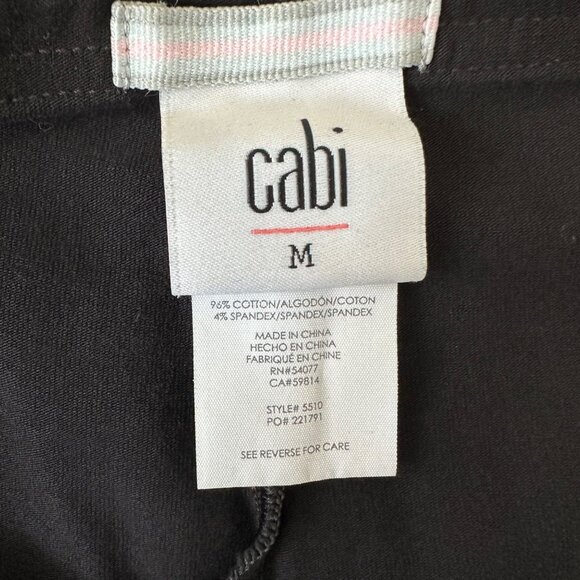 cabi
M
96% COTTON/ALGODÓN/COTON
4% SPANDEX/SPANDEX/SPANDEX
MADE IN CHINA
HECHO EN CHINA
FABRIQUÉ EN CHINE
RN#54077
CA#59814
STYLE# 5510
PO# 221791
SEE REVERSE FOR CARE